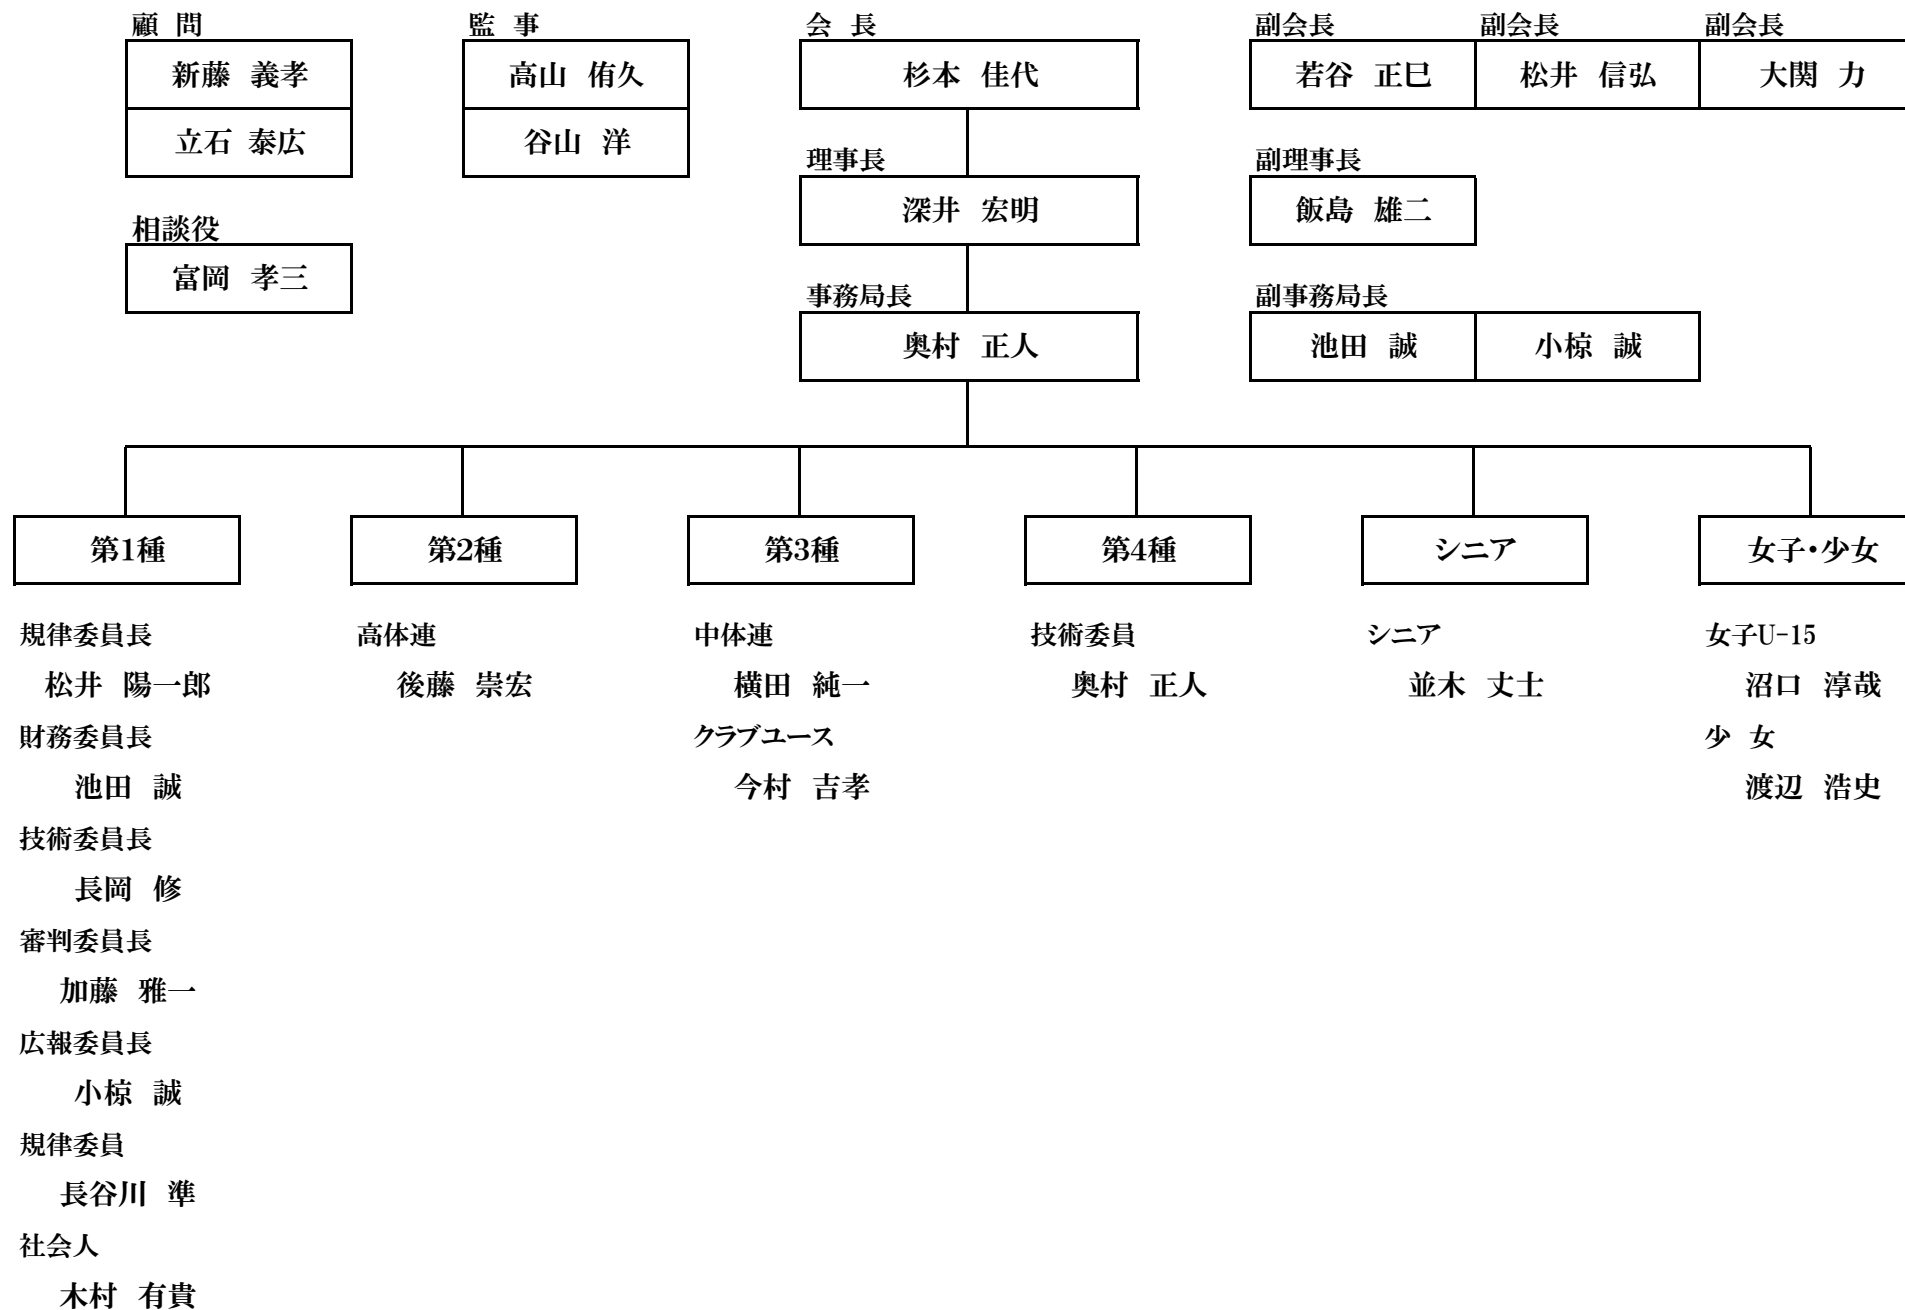 顧 問 監 事 会 長 副会長 副会長 副会長
新藤 義孝 高山 侑久 杉本 佳代 若谷 正巳 松井 信弘 大関 力
立石 泰広 谷山 洋
理事長 副理事長
深井 宏明 飯島 雄二
相談役
富岡 孝三
事務局長 副事務局長
奥村 正人 池田 誠 小椋 誠
第1種 第2種 第3種 第4種 シニア 女子・少女
規律委員長 高体連 中体連 技術委員 シニア 女子U-15
松井 陽一郎 後藤 崇宏 横田 純一 奥村 正人 並木 丈士 沼口 淳哉
財務委員長 クラブユース 少 女
池田 誠 今村 吉孝 渡辺 浩史
技術委員長
長岡 修
審判委員長
加藤 雅一
広報委員長
小椋 誠
規律委員
長谷川 準
社会人
木村 有貴